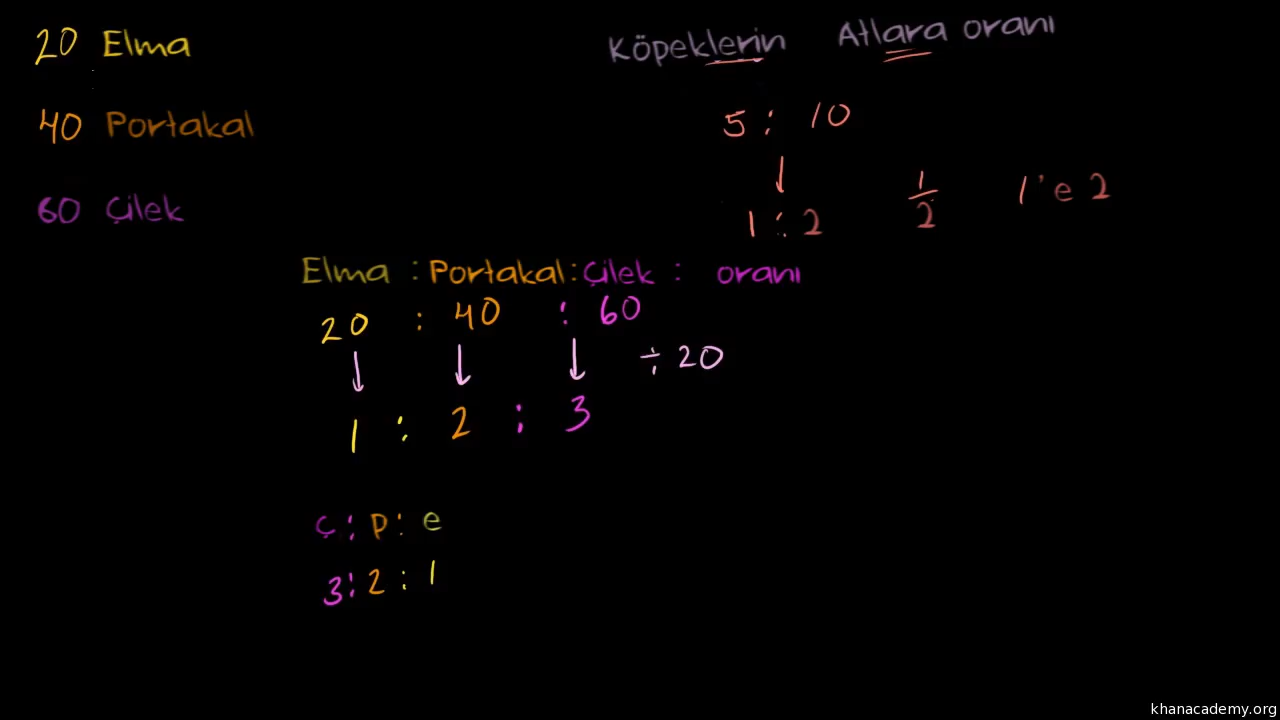 20 Elma
40 Portakal
60 Çilek
Köpeklerin Atlara oranı
5 : 10
1 : 2
1/2
1'e 2
Elma : Portakal : Çilek : oranı
20 : 40 : 60
÷ 20
1 : 2 : 3
ç : p : e
3 : 2 : 1
khanacademy.org